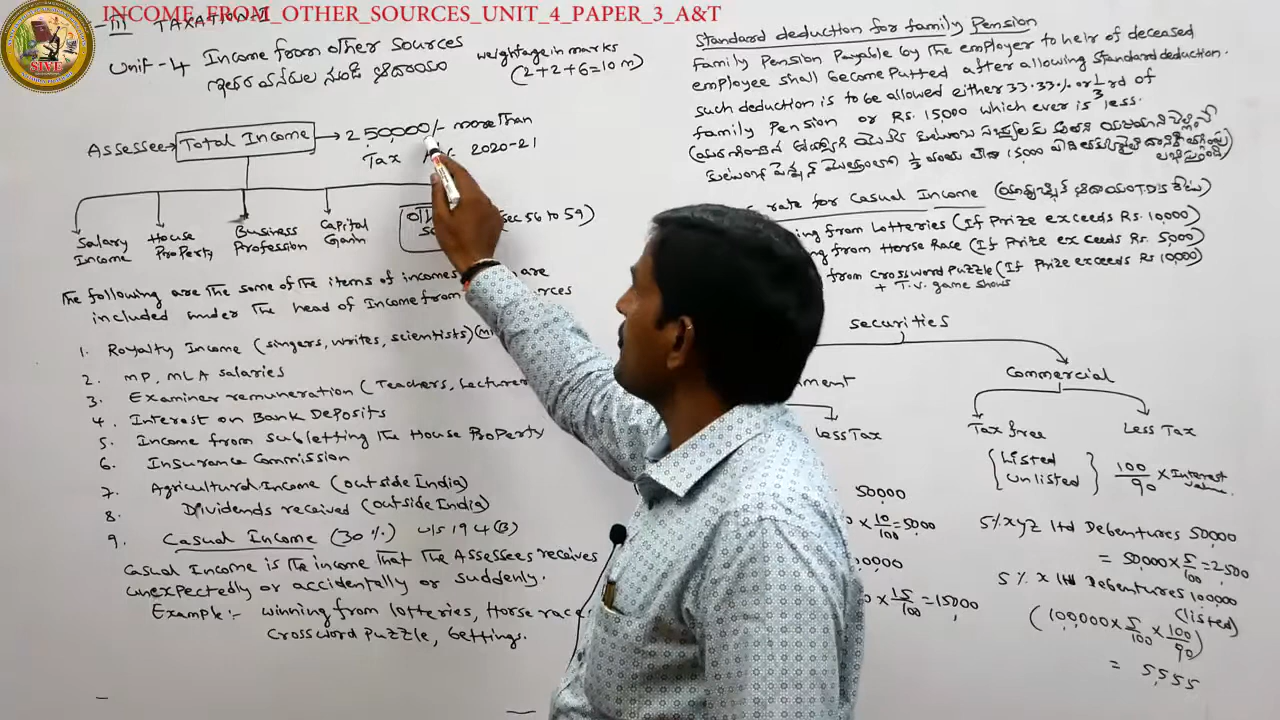 INCOME_FROM_OTHER_SOURCES_UNIT_4_PAPER_3_A&T
SIVE
-III TAXATION-I
Unit-4 Income from other Sources
weightage in marks
(2+2+6=10 m)
Assessee Total Income 2,50,000/- more than
Tax 2020-21
Salary Income
House Property
Business Profession
Capital Gain
(sec 56 to 59)
The following are the some of the items of incomes are
included under the head of Income from
1. Royalty Income (singers, writes, scientists)
2. MP, MLA salaries
3. Examiner remuneration (Teachers,
4. Interest on Bank Deposits
5. Income from subletting the House Property
6. Insurance Commission
7. Agricultural Income (outside India)
8. Dividends received (outside India)
9. Casual Income (30%) u/s 194(B)
Casual Income is the income that the Assessees receives
unexpectedly or accidentally or suddenly.
Example:- winning from lotteries, Horse race,
Crossword Puzzle, bettings.
Standard deduction for family Pension
Family Pension Payable by the employer to heir of deceased
employee shall become Putted after allowing Standard deduction.
such deduction is to be allowed either 33.33% or 1/3 rd of
family Pension or Rs. 15000 which ever is less.
rate for Casual Income
from Lotteries (If Prize exceeds Rs. 10,000)
from Horse Race (If Prize exceeds Rs. 5,000)
from Crossword Puzzle (If Prize exceeds Rs 10,000)
+ T.V. game shows
securities
Commercial
Less Tax
Tax free
Less Tax
{Listed Unlisted} 100/90 × Interest value.
50,000
× 10/100 = 5000
× 15/100 = 15000
5% xyz ltd Debentures 50,000
= 50000 × 5/100 = 2500
5% x ltd Debentures 100,000
(listed)
(1,00,000 × 5/100 × 100/90)
= 5,555